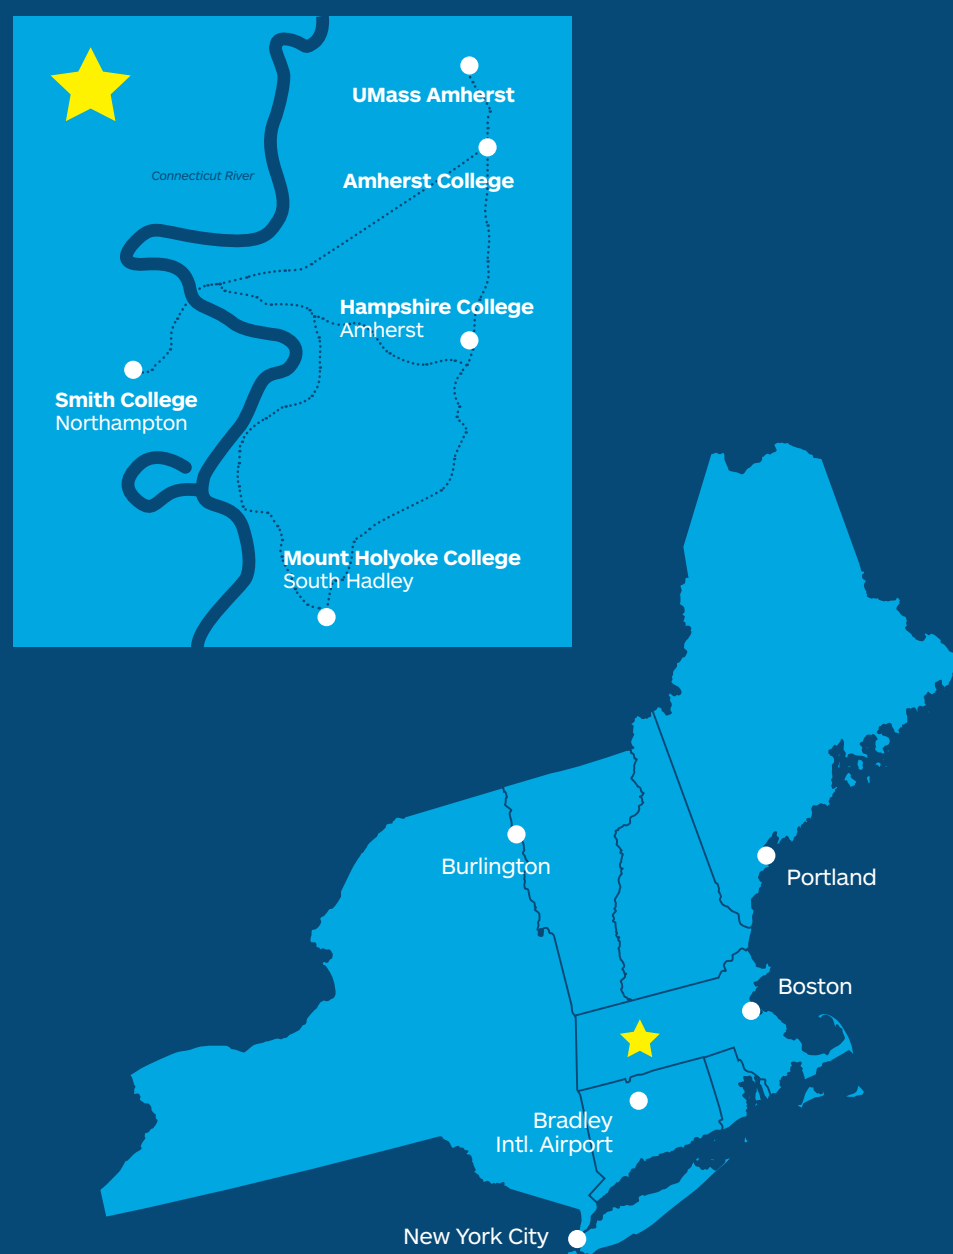 UMass Amherst
Connecticut River
Amherst College
Hampshire College
Amherst
Smith College
Northampton
Mount Holyoke College
South Hadley
Burlington
Portland
Boston
Bradley
Intl. Airport
New York City